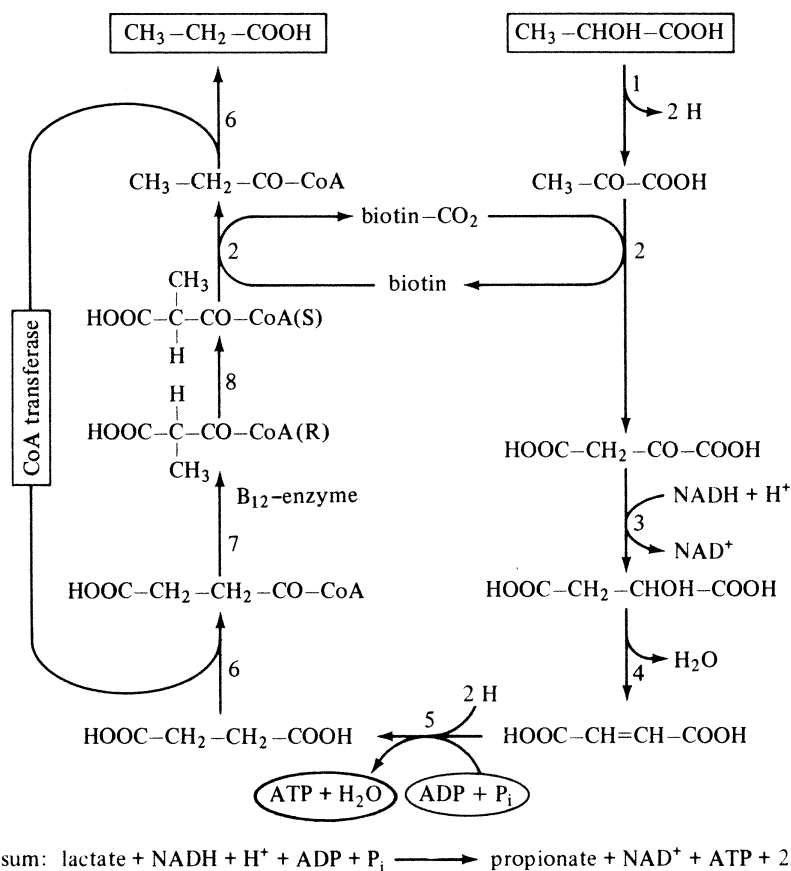 CH₃–CH₂–COOH
CH₃–CHOH–COOH
6
1
2 H
CH₃–CH₂–CO–CoA
CH₃–CO–COOH
biotin–CO₂
2
2
biotin
CH₃
HOOC–C–CO–CoA(S)
H
8
H
HOOC–C–CO–CoA(R)
CH₃
CoA transferase
HOOC–CH₂–CO–COOH
B₁₂–enzyme
NADH + H⁺
3
NAD⁺
7
HOOC–CH₂–CH₂–CO–CoA
HOOC–CH₂–CHOH–COOH
6
H₂O
4
2 H
5
HOOC–CH₂–CH₂–COOH
HOOC–CH=CH–COOH
ATP + H₂O
ADP + Pᵢ
sum: lactate + NADH + H⁺ + ADP + Pᵢ ⟶ propionate + NAD⁺ + ATP + 2